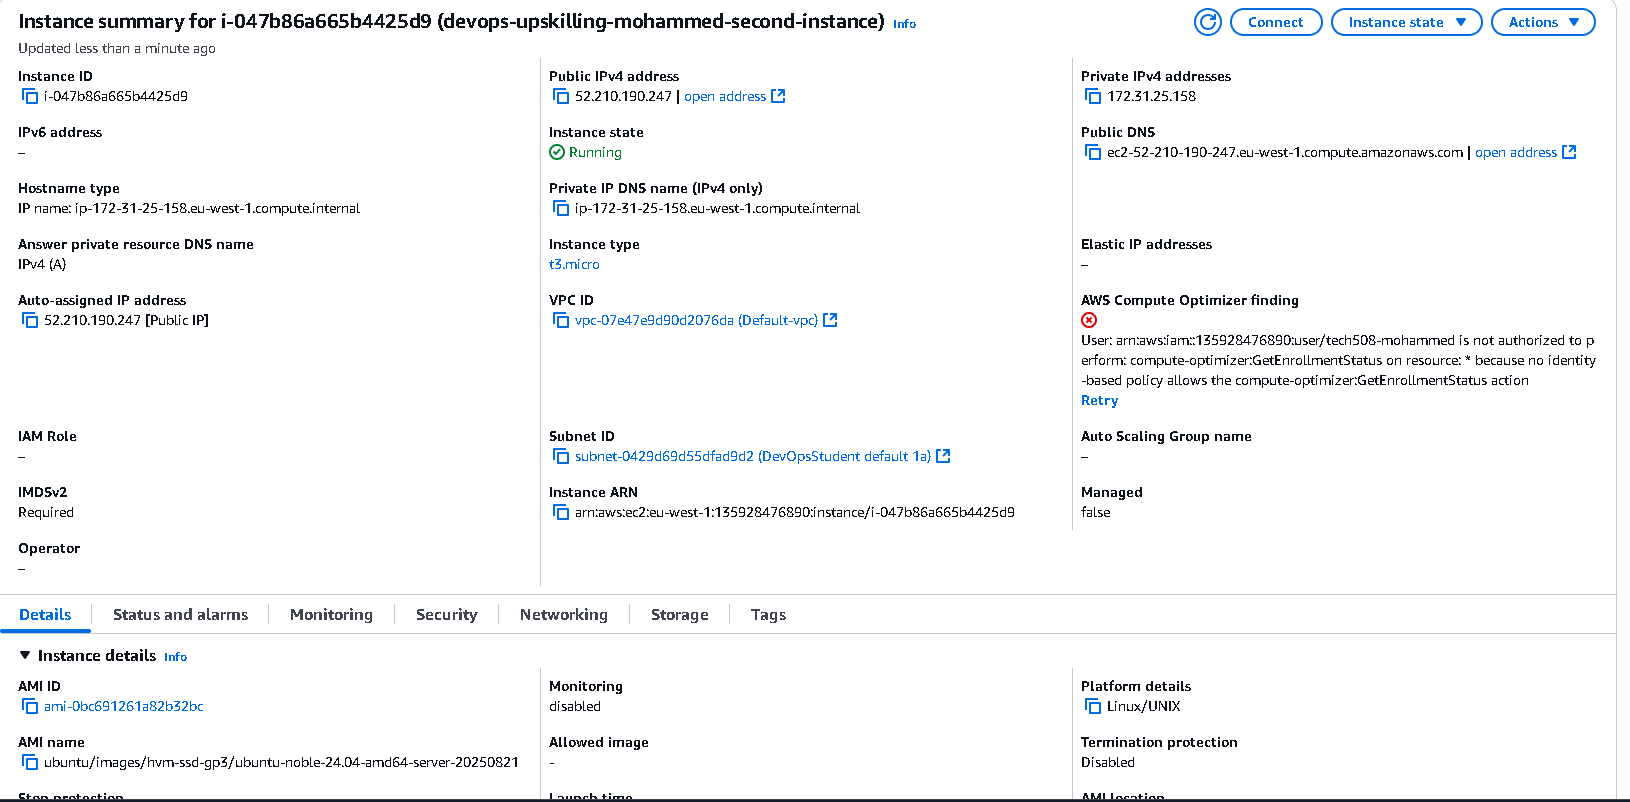 Instance summary for i-047b86a665b4425d9 (devops-upskilling-mohammed-second-instance) Info
Connect
Instance state
Actions
Updated less than a minute ago
Instance ID
i-047b86a665b4425d9
Public IPv4 address
52.210.190.247 | open address
Private IPv4 addresses
172.31.25.158
IPv6 address
–
Instance state
Running
Public DNS
ec2-52-210-190-247.eu-west-1.compute.amazonaws.com | open address
Hostname type
IP name: ip-172-31-25-158.eu-west-1.compute.internal
Private IP DNS name (IPv4 only)
ip-172-31-25-158.eu-west-1.compute.internal
Answer private resource DNS name
IPv4 (A)
Instance type
t3.micro
Elastic IP addresses
–
Auto-assigned IP address
52.210.190.247 [Public IP]
VPC ID
vpc-07e47e9d90d2076da (Default-vpc)
AWS Compute Optimizer finding
User: arn:aws:iam::135928476890:user/tech508-mohammed is not authorized to p
erform: compute-optimizer:GetEnrollmentStatus on resource: * because no identity
-based policy allows the compute-optimizer:GetEnrollmentStatus action
Retry
IAM Role
–
Subnet ID
subnet-0429d69d55dfad9d2 (DevOpsStudent default 1a)
Auto Scaling Group name
–
IMDSv2
Required
Instance ARN
arn:aws:ec2:eu-west-1:135928476890:instance/i-047b86a665b4425d9
Managed
false
Operator
–
Details
Status and alarms
Monitoring
Security
Networking
Storage
Tags
Instance details Info
AMI ID
ami-0bc691261a82b32bc
Monitoring
disabled
Platform details
Linux/UNIX
AMI name
ubuntu/images/hvm-ssd-gp3/ubuntu-noble-24.04-amd64-server-20250821
Allowed image
-
Termination protection
Disabled
Stop protection
Launch time
AMI location